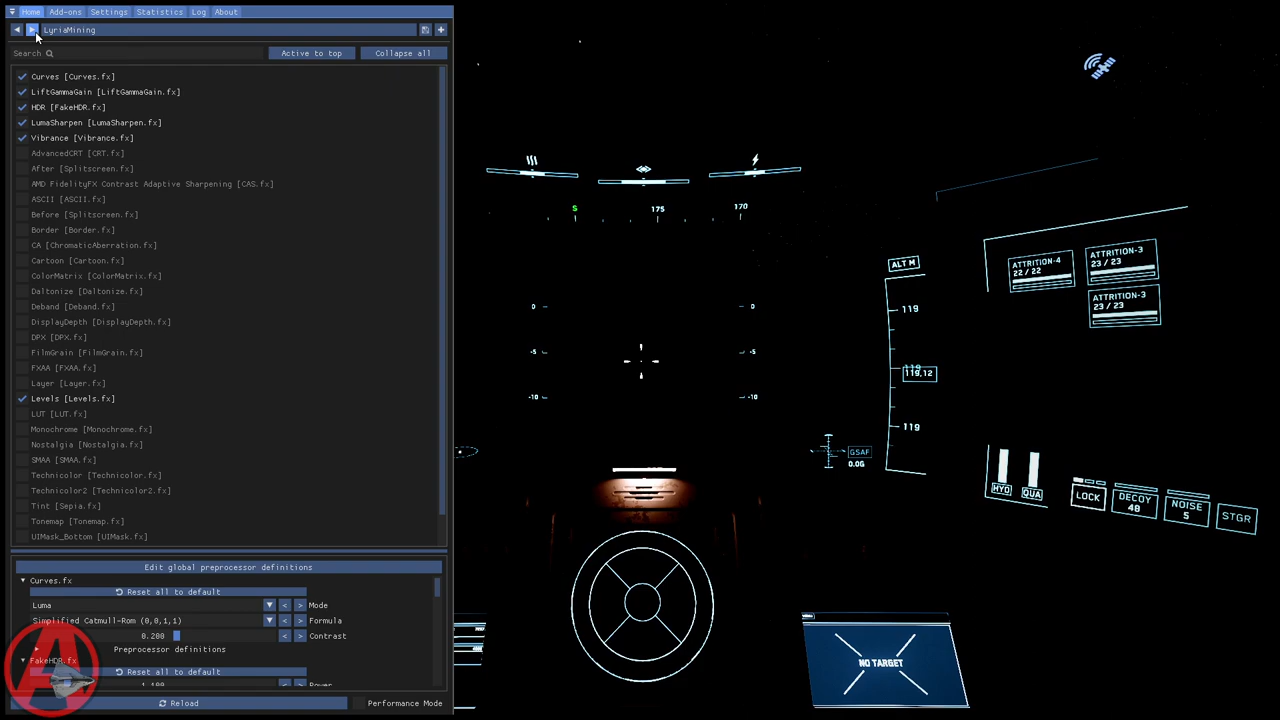 Home Add-ons Settings Statistics Log About
LyriaMining
Search
Active to top
Collapse all
Curves [Curves.fx]
LiftGammaGain [LiftGammaGain.fx]
HDR [FakeHDR.fx]
LumaSharpen [LumaSharpen.fx]
Vibrance [Vibrance.fx]
AdvancedCRT [CRT.fx]
After [Splitscreen.fx]
AMD FidelityFX Contrast Adaptive Sharpening [CAS.fx]
ASCII [ASCII.fx]
Before [Splitscreen.fx]
Border [Border.fx]
CA [ChromaticAberration.fx]
Cartoon [Cartoon.fx]
ColorMatrix [ColorMatrix.fx]
Daltonize [Daltonize.fx]
Deband [Deband.fx]
DisplayDepth [DisplayDepth.fx]
DPX [DPX.fx]
FilmGrain [FilmGrain.fx]
FXAA [FXAA.fx]
Layer [Layer.fx]
Levels [Levels.fx]
LUT [LUT.fx]
Monochrome [Monochrome.fx]
Nostalgia [Nostalgia.fx]
SMAA [SMAA.fx]
Technicolor [Technicolor.fx]
Technicolor2 [Technicolor2.fx]
Tint [Sepia.fx]
Tonemap [Tonemap.fx]
UIMask_Bottom [UIMask.fx]
Edit global preprocessor definitions
Curves.fx
Reset all to default
Luma < > Mode
Simplified Catmull-Rom (0,0,1,1) < > Formula
0.200 < > Contrast
Preprocessor definitions
FakeHDR.fx
Reset all to default
1.100 < > Power
Reload
Performance Mode
S 175 170
0 0
-5 -5
-10 -10
ALT M
119
119.12
119
ATTRITION-4
22 / 22
ATTRITION-3
23 / 23
ATTRITION-3
23 / 23
GSAF
0.0G
HYD QUA
LOCK
DECOY
48
NOISE
5
STGR
NO TARGET